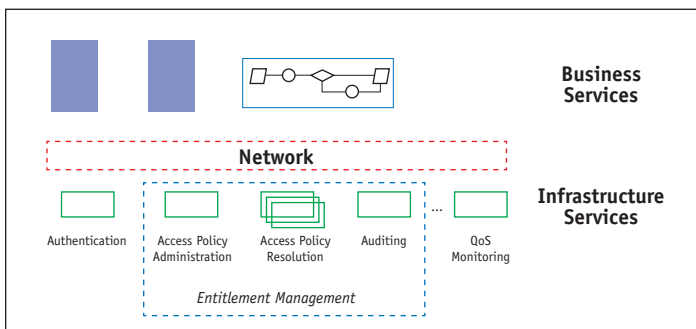 Business
Services
Network
Infrastructure
Services
...
Authentication
Access Policy
Administration
Access Policy
Resolution
Auditing
QoS
Monitoring
Entitlement Management